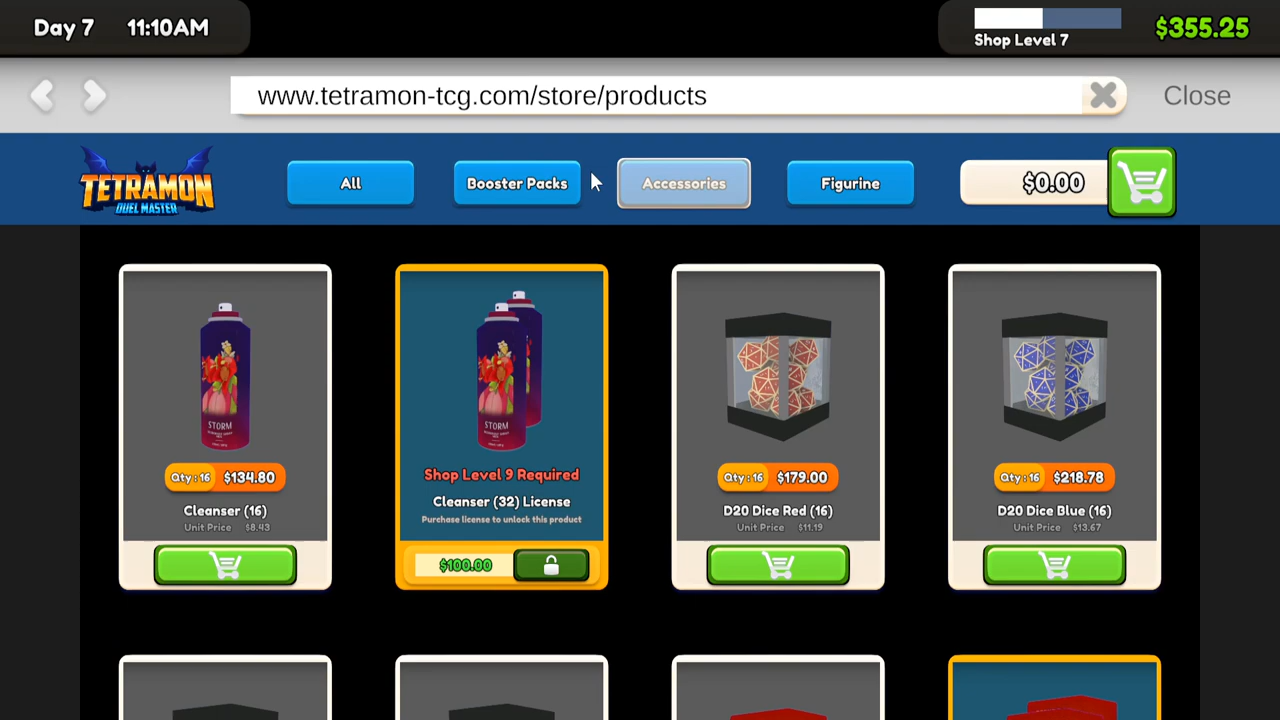 Day 7 11:10AM
Shop Level 7
$355.25
www.tetramon-tcg.com/store/products
Close
TETRAMON
DUEL MASTER
All
Booster Packs
Accessories
Figurine
$0.00
STORM
Qty : 16 $134.80
Cleanser (16)
Unit Price $8.43
STORM
Shop Level 9 Required
Cleanser (32) License
Purchase license to unlock this product
$100.00
Qty : 16 $179.00
D20 Dice Red (16)
Unit Price $11.19
Qty : 16 $218.78
D20 Dice Blue (16)
Unit Price $13.67